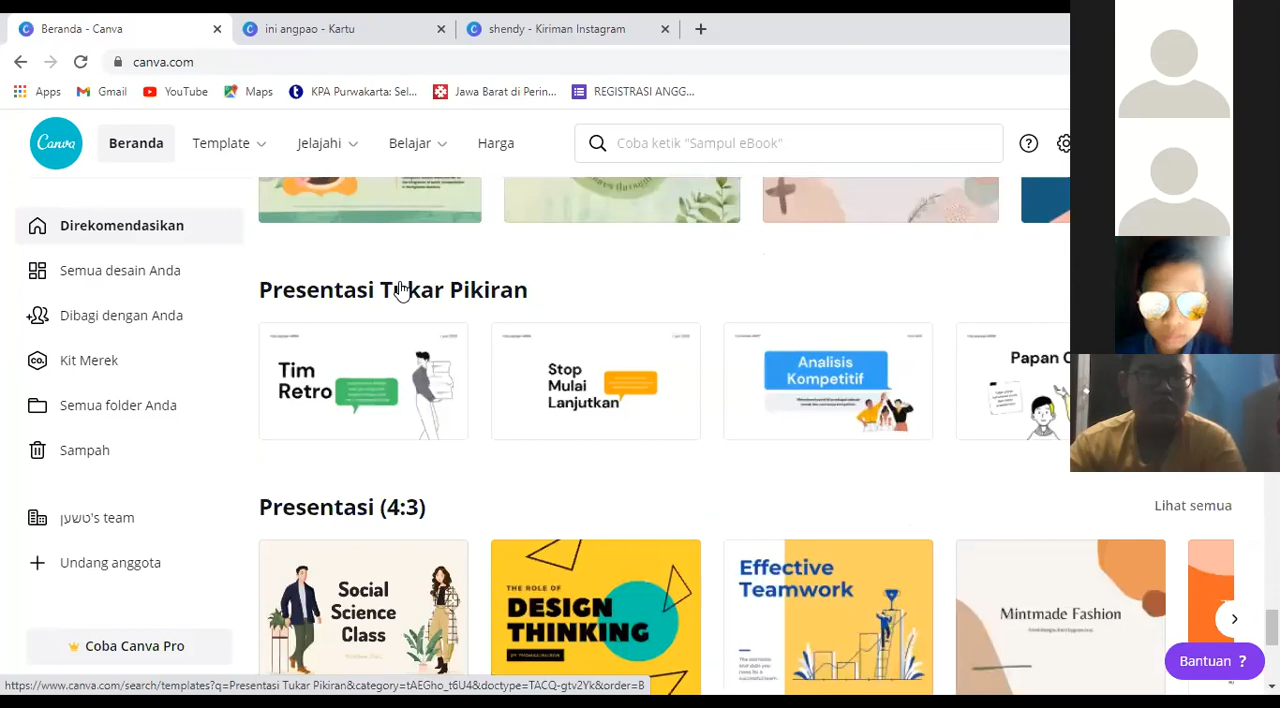 Beranda - Canva
ini angpao - Kartu
shendy - Kiriman Instagram
canva.com
Apps
Gmail
YouTube
Maps
KPA Purwakarta: Sel...
Jawa Barat di Perin...
REGISTRASI ANGG...
Canva
Beranda
Template
Jelajahi
Belajar
Harga
Coba ketik "Sampul eBook"
Direkomendasikan
Semua desain Anda
Dibagi dengan Anda
Kit Merek
Semua folder Anda
Sampah
טשען's team
Undang anggota
Coba Canva Pro
Presentasi Tukar Pikiran
Tim
Retro
Stop
Mulai
Lanjutkan
Analisis
Kompetitif
Papan
Presentasi (4:3)
Lihat semua
Social
Science
Class
THE ROLE OF
DESIGN
THINKING
Effective
Teamwork
Mintmade Fashion
Bantuan ?
https://www.canva.com/search/templates?q=Presentasi Tukar Pikiran&category=tAEGho_t6U4&doctype=TACQ-gtv2Yk&order=B